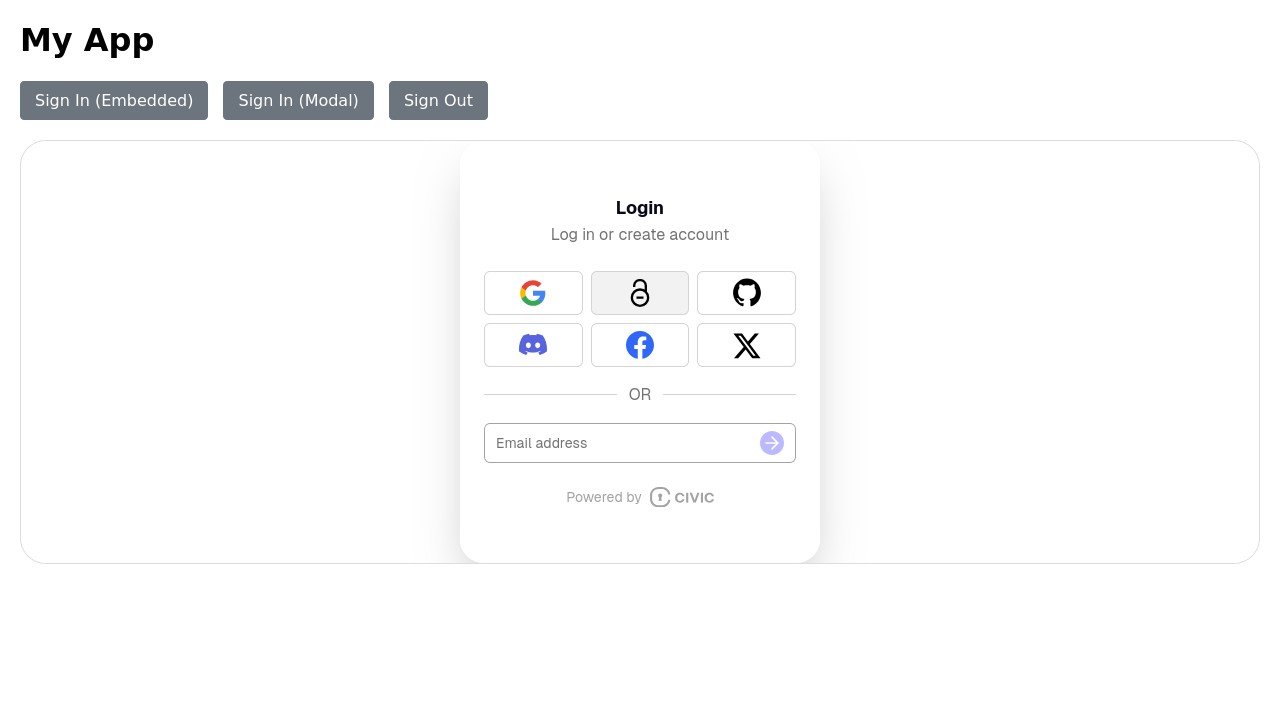 My App
Sign In (Embedded)
Sign In (Modal)
Sign Out
Login
Log in or create account
OR
Email address
Powered by CIVIC